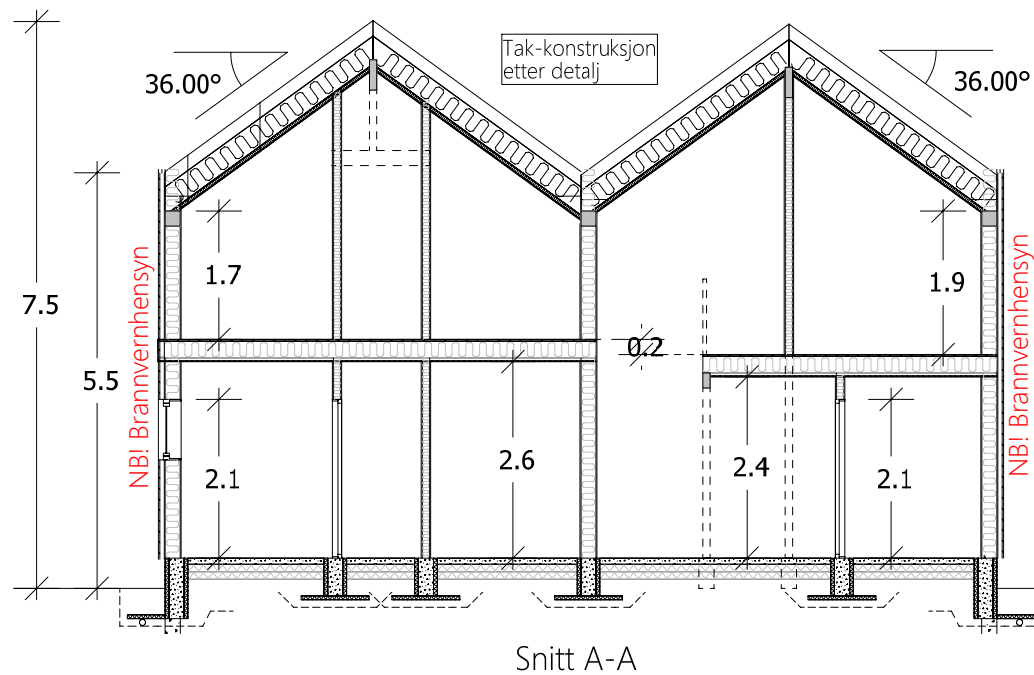 Tak-konstruksjon
etter detalj
36.00°
36.00°
7.5
5.5
1.7
1.9
0.2
2.1
2.6
2.4
2.1
NB! Brannvernhensyn
NB! Brannvernhensyn
Snitt A-A